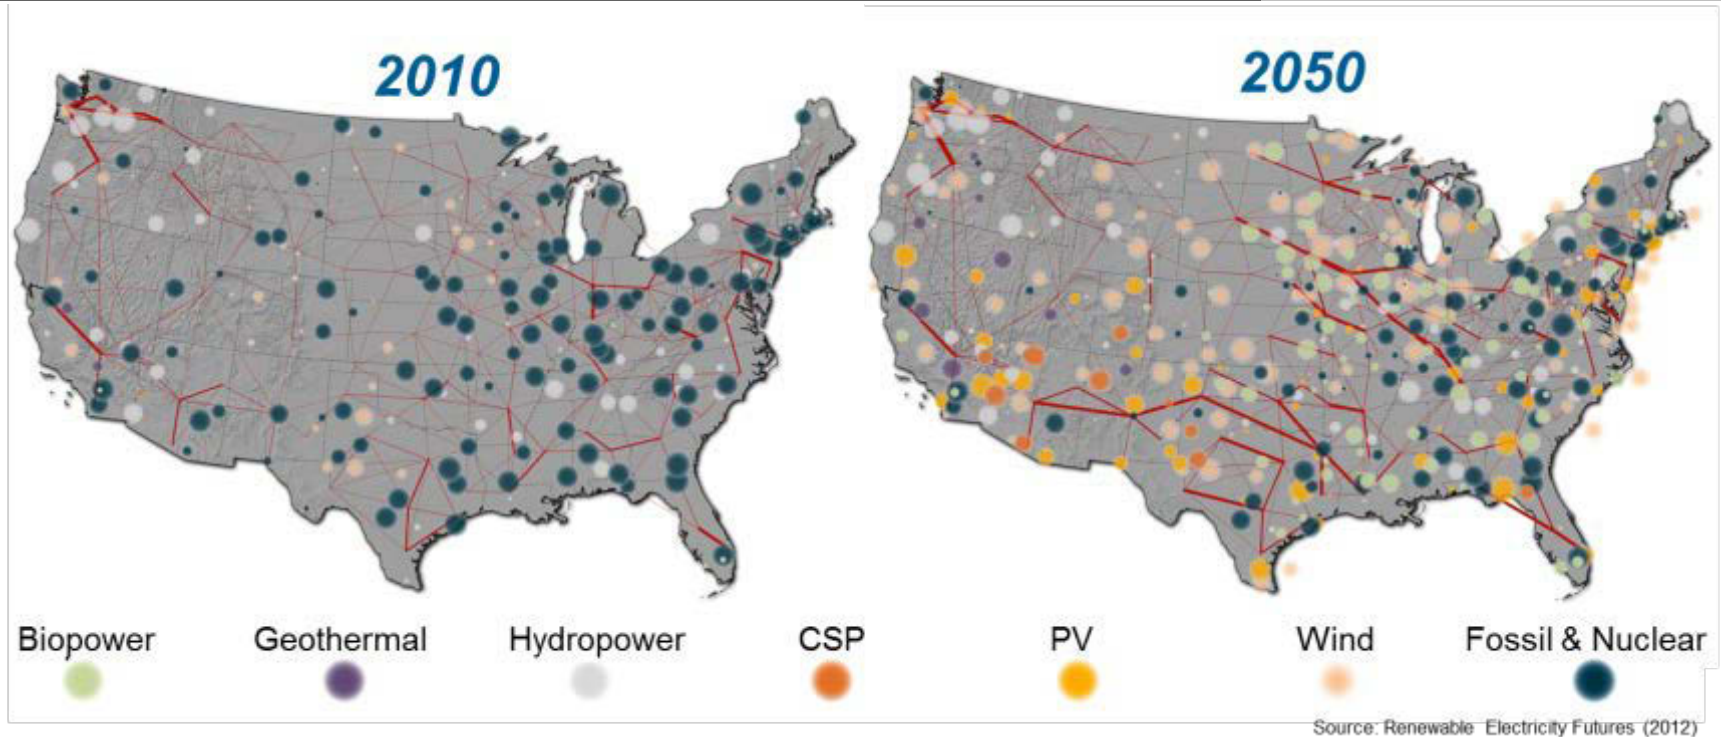 2010
2050
Biopower Geothermal Hydropower CSP PV Wind Fossil & Nuclear
Source: Renewable Electricity Futures (2012)